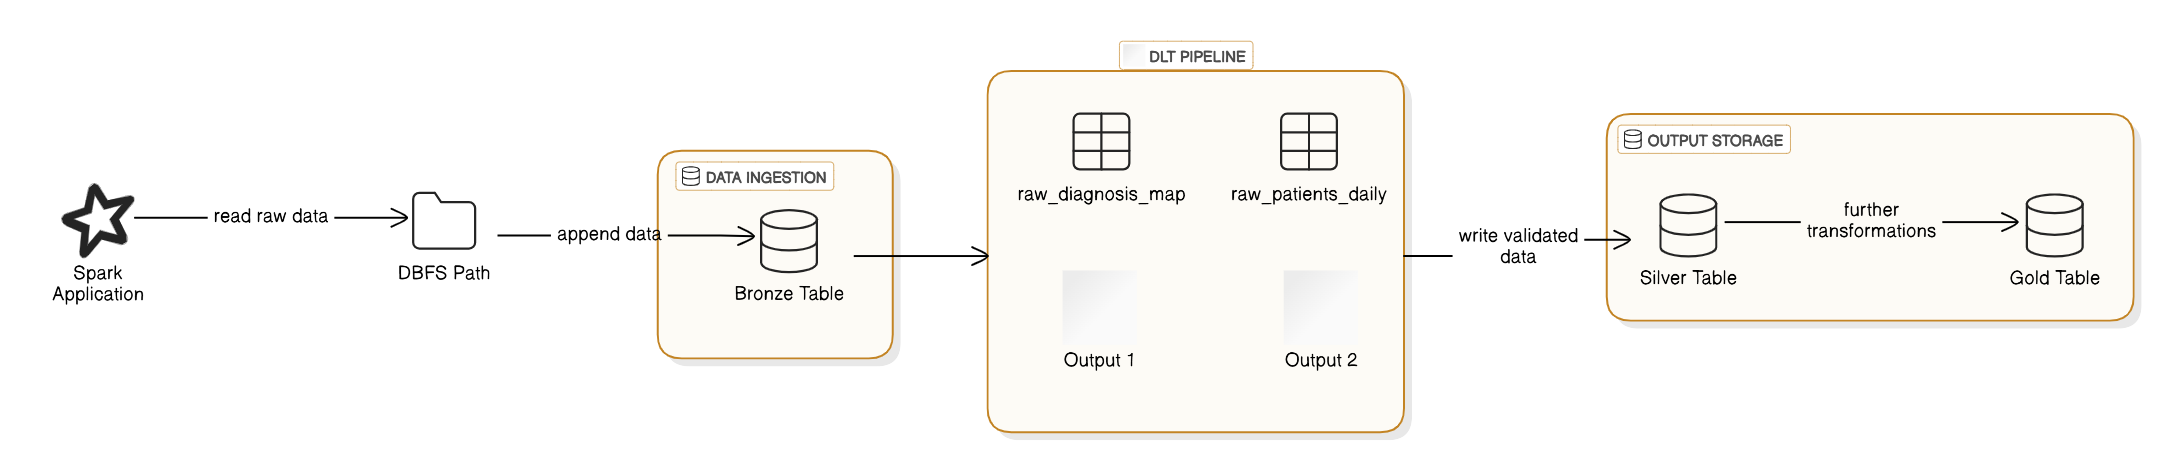 Spark
Application
read raw data
DBFS Path
append data
DATA INGESTION
Bronze Table
DLT PIPELINE
raw_diagnosis_map
raw_patients_daily
Output 1
Output 2
write validated
data
OUTPUT STORAGE
Silver Table
further
transformations
Gold Table